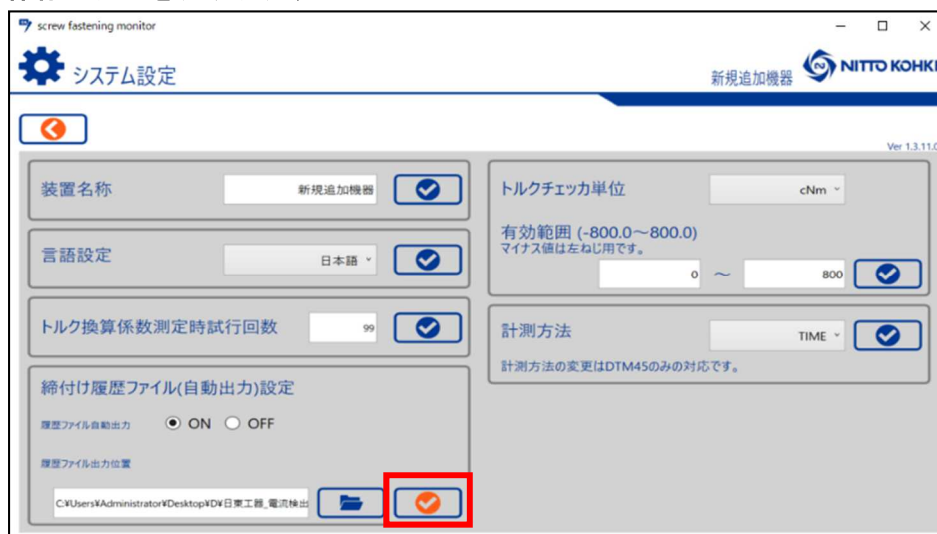 screw fastening monitor
システム設定
新規追加機器
NITTO KOHKI
Ver 1.3.11.0
装置名称
新規追加機器
言語設定
日本語
トルク換算係数測定時試行回数
99
締付け履歴ファイル(自動出力)設定
履歴ファイル自動出力
ON
OFF
履歴ファイル出力位置
C:¥Users¥Administrator¥Desktop¥D¥日東工器_電流検出
トルクチェッカ単位
cNm
有効範囲 (-800.0～800.0)
マイナス値は左ねじ用です。
0 ～ 800
計測方法
TIME
計測方法の変更はDTM45のみの対応です。